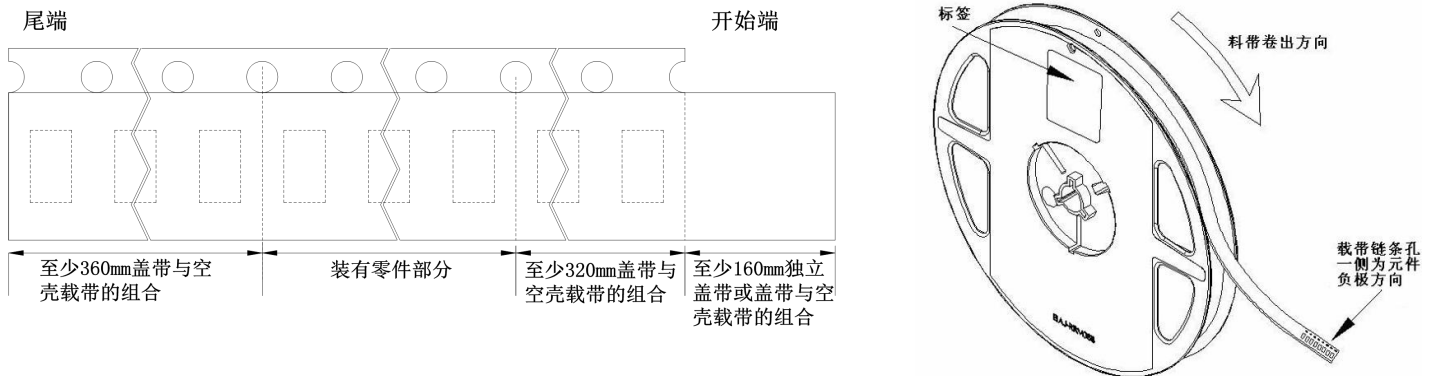 尾端
开始端
至少360mm盖带与空
壳载带的组合
装有零件部分
至少320mm盖带与
空壳载带的组合
至少160mm独立
盖带或盖带与空
壳载带的组合
标签
料带卷出方向
载带链条孔
一侧为元件
负极方向